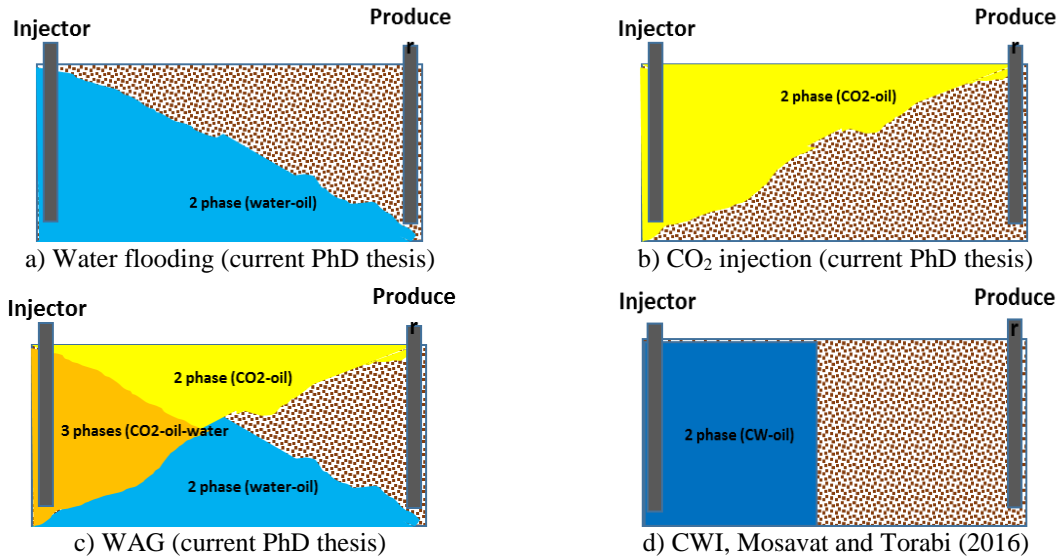 Injector
Produce
r
2 phase (water-oil)
a) Water flooding (current PhD thesis)
Injector
Produce
r
2 phase (CO2-oil)
b) CO₂ injection (current PhD thesis)
Injector
Produce
r
2 phase (CO2-oil)
3 phases (CO2-oil-water
2 phase (water-oil)
c) WAG (current PhD thesis)
Injector
Produce
r
2 phase (CW-oil)
d) CWI, Mosavat and Torabi (2016)